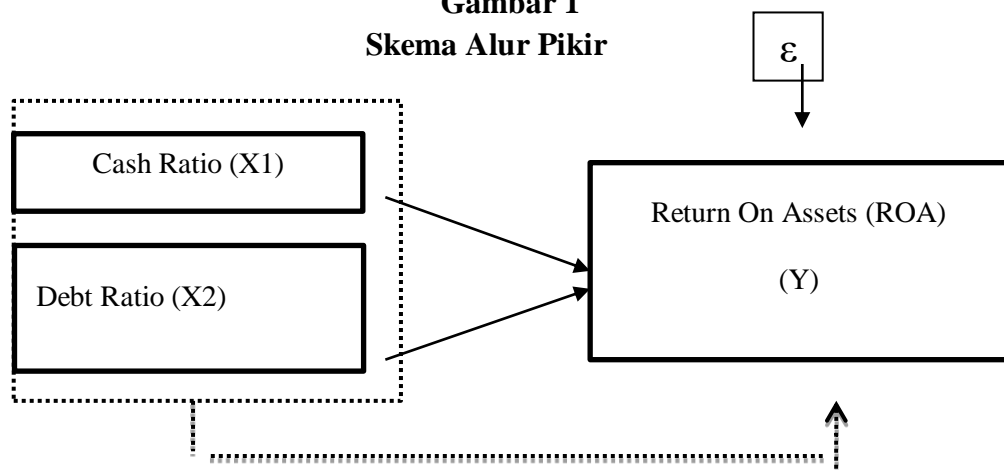 Gambar 1
Skema Alur Pikir
ε
Cash Ratio (X1)
Return On Assets (ROA)
(Y)
Debt Ratio (X2)